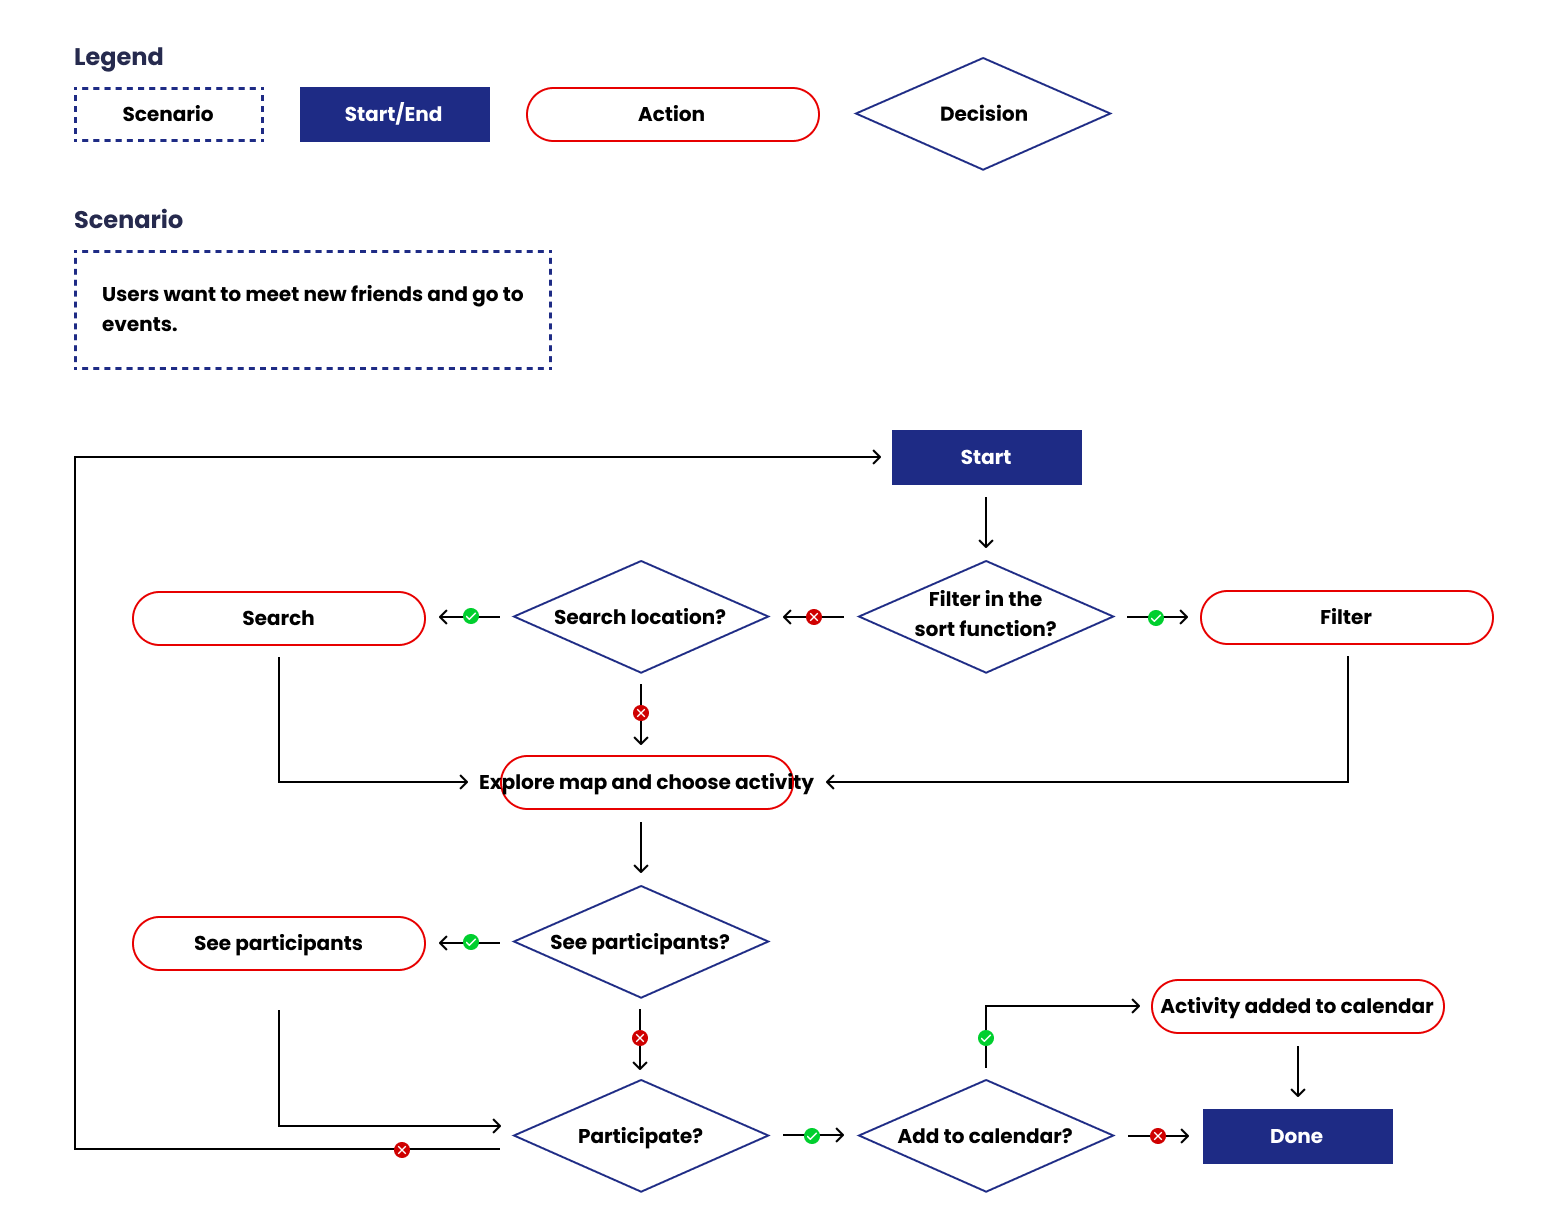 Legend
Scenario
Start/End
Action
Decision
Scenario
Users want to meet new friends and go to
events.
Start
Search
Search location?
Filter in the
sort function?
Filter
Explore map and choose activity
See participants
See participants?
Activity added to calendar
Participate?
Add to calendar?
Done